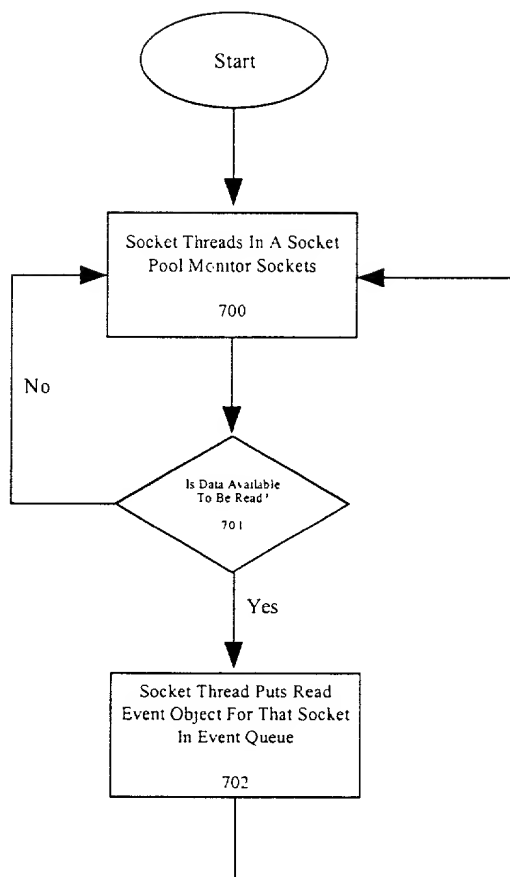 Start
Socket Threads In A Socket
Pool Monitor Sockets
700
No
Is Data Available
To Be Read?
701
Yes
Socket Thread Puts Read
Event Object For That Socket
In Event Queue
702